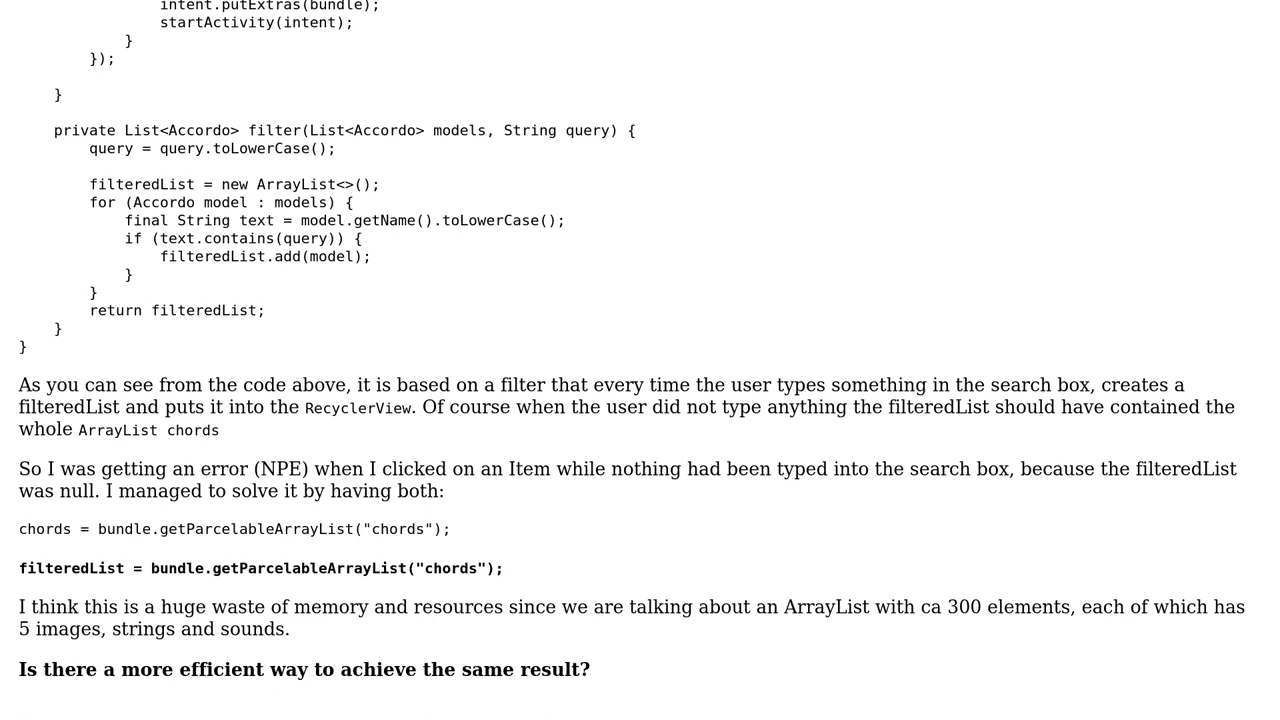 intent.putExtras(bundle);
                startActivity(intent);
            }
        });

    }

    private List<Accordo> filter(List<Accordo> models, String query) {
        query = query.toLowerCase();

        filteredList = new ArrayList<>();
        for (Accordo model : models) {
            final String text = model.getName().toLowerCase();
            if (text.contains(query)) {
                filteredList.add(model);
            }
        }
        return filteredList;
    }
}
As you can see from the code above, it is based on a filter that every time the user types something in the search box, creates a
filteredList and puts it into the RecyclerView. Of course when the user did not type anything the filteredList should have contained the
whole ArrayList chords
So I was getting an error (NPE) when I clicked on an Item while nothing had been typed into the search box, because the filteredList
was null. I managed to solve it by having both:
chords = bundle.getParcelableArrayList("chords");
filteredList = bundle.getParcelableArrayList("chords");
I think this is a huge waste of memory and resources since we are talking about an ArrayList with ca 300 elements, each of which has
5 images, strings and sounds.
Is there a more efficient way to achieve the same result?